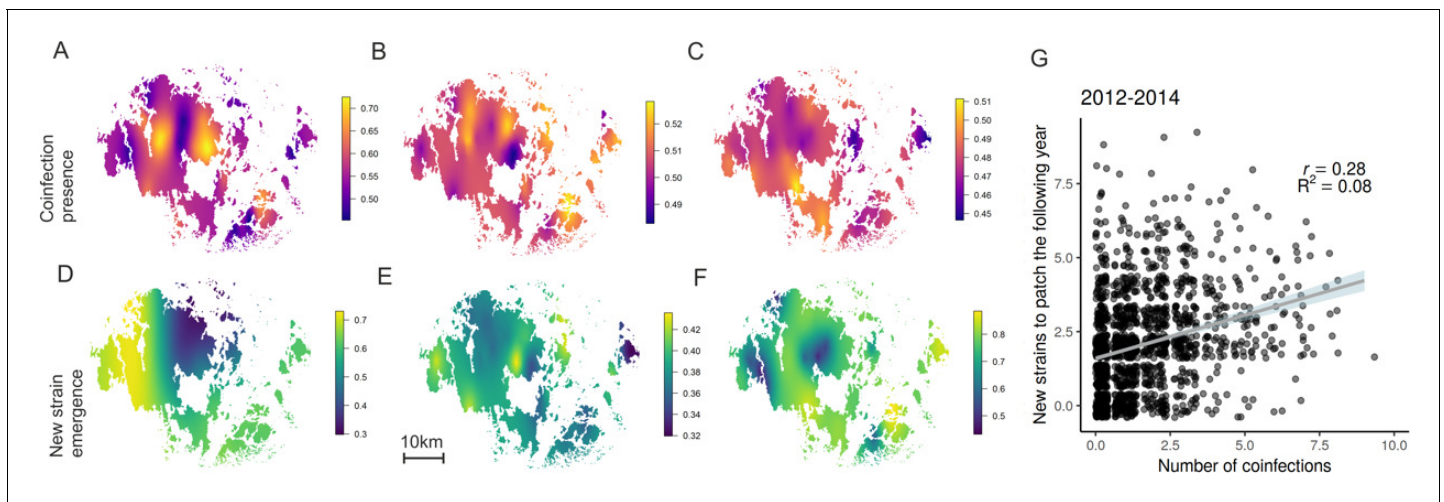 A
B
C
G
Coinfection
presence
0.70
0.65
0.60
0.55
0.50
0.52
0.51
0.50
0.49
0.51
0.50
0.49
0.48
0.47
0.46
0.45
D
E
F
New strain
emergence
0.7
0.6
0.5
0.4
0.3
0.42
0.40
0.38
0.36
0.34
0.32
0.8
0.7
0.6
0.5
10km
2012-2014
r = 0.28
R² = 0.08
New strains to patch the following year
7.5
5.0
2.5
0.0
0.0
2.5
5.0
7.5
10.0
Number of coinfections